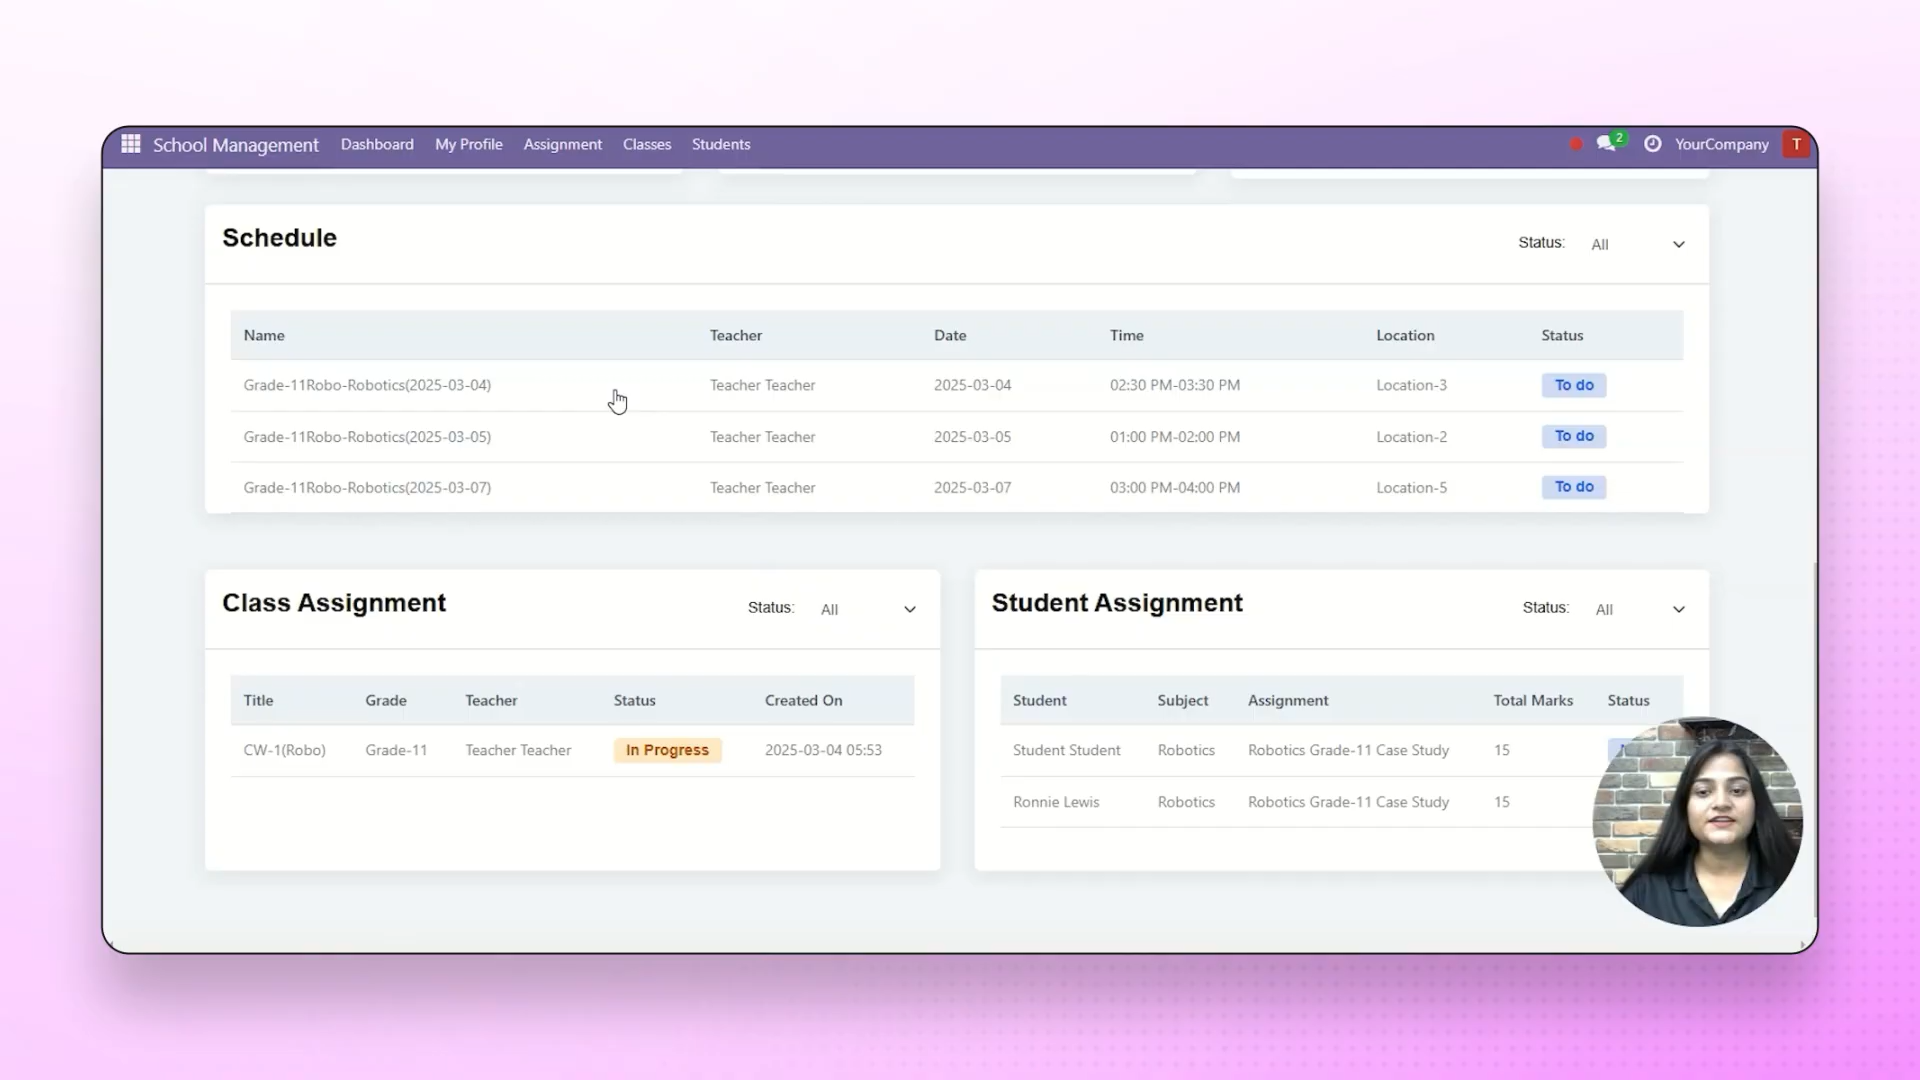 School Management Dashboard My Profile Assignment Classes Students 2 YourCompany T
Schedule Status: All
Name Teacher Date Time Location Status
Grade-11Robo-Robotics(2025-03-04) Teacher Teacher 2025-03-04 02:30 PM-03:30 PM Location-3 To do
Grade-11Robo-Robotics(2025-03-05) Teacher Teacher 2025-03-05 01:00 PM-02:00 PM Location-2 To do
Grade-11Robo-Robotics(2025-03-07) Teacher Teacher 2025-03-07 03:00 PM-04:00 PM Location-5 To do
Class Assignment Status: All
Title Grade Teacher Status Created On
CW-1(Robo) Grade-11 Teacher Teacher In Progress 2025-03-04 05:53
Student Assignment Status: All
Student Subject Assignment Total Marks Status
Student Student Robotics Robotics Grade-11 Case Study 15
Ronnie Lewis Robotics Robotics Grade-11 Case Study 15